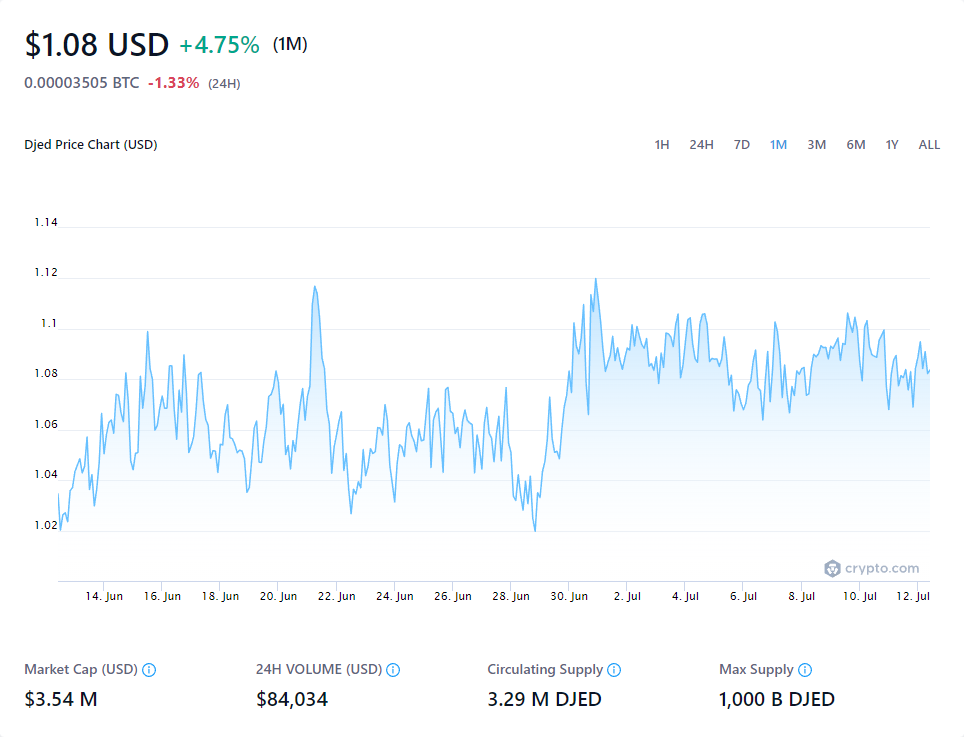 $1.08 USD +4.75% (1M)
0.00003505 BTC -1.33% (24H)
Djed Price Chart (USD) 1H 24H 7D 1M 3M 6M 1Y ALL
1.14
1.12
1.1
1.08
1.06
1.04
1.02
crypto.com
14. Jun 16. Jun 18. Jun 20. Jun 22. Jun 24. Jun 26. Jun 28. Jun 30. Jun 2. Jul 4. Jul 6. Jul 8. Jul 10. Jul 12. Jul
Market Cap (USD) 24H VOLUME (USD) Circulating Supply Max Supply
$3.54 M $84,034 3.29 M DJED 1,000 B DJED